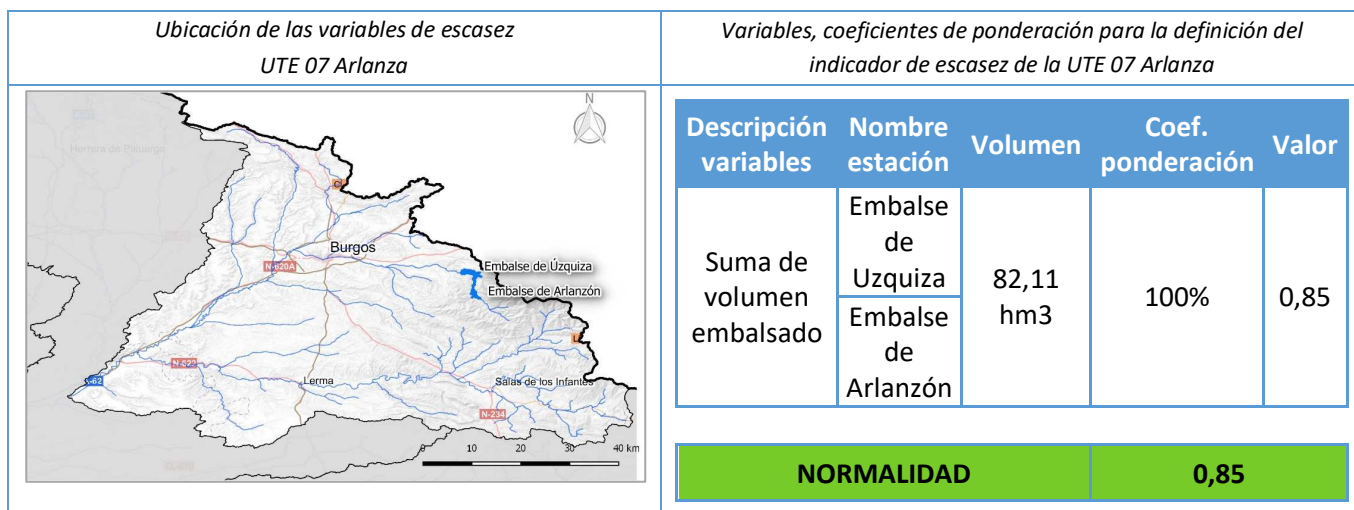 Ubicación de las variables de escasez
UTE 07 Arlanza
Variables, coeficientes de ponderación para la definición del
indicador de escasez de la UTE 07 Arlanza
N
Herrera de Pisuerga
Burgos
N-620A
Embalse de Úzquiza
Embalse de Arlanzón
N-622
-62
Lerma
Salas de los Infantes
N-234
0 10 20 30 40 km
Descripción
variables
Nombre
estación
Volumen
Coef.
ponderación
Valor
Suma de
volumen
embalsado
Embalse
de
Uzquiza
Embalse
de
Arlanzón
82,11
hm3
100%
0,85
NORMALIDAD
0,85